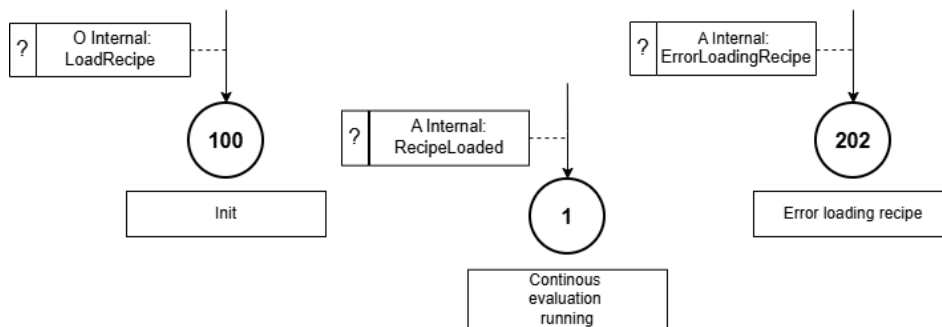 ?
O Internal:
LoadRecipe
100
Init
?
A Internal:
RecipeLoaded
1
Continous
evaluation
running
?
A Internal:
ErrorLoadingRecipe
202
Error loading recipe